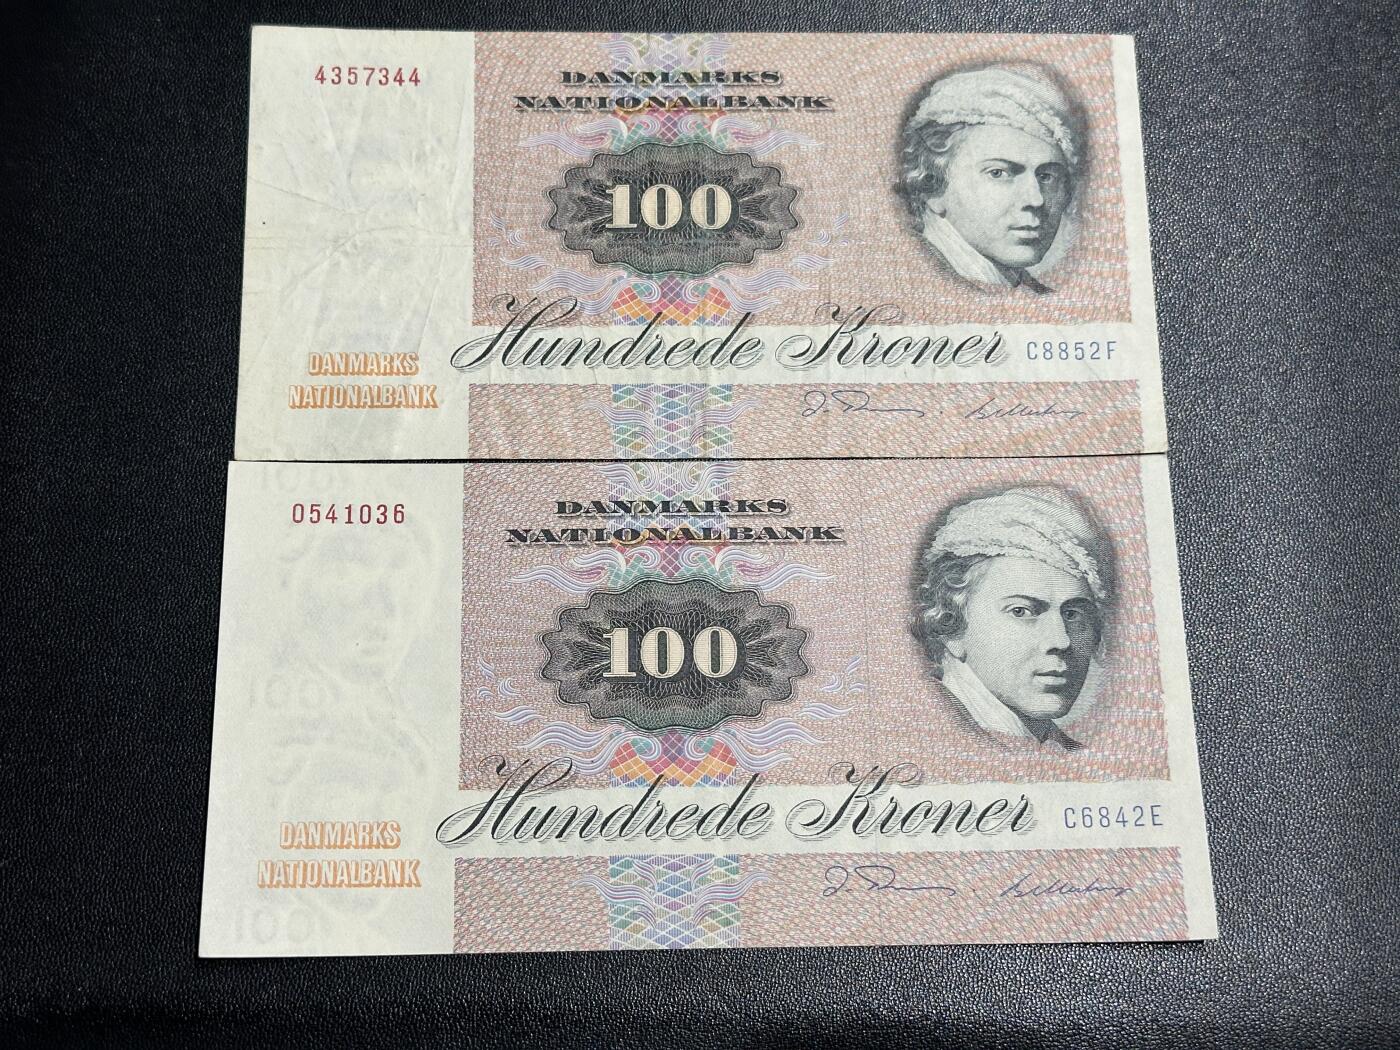 4357344
DANMARKS
NATIONALBANK
100
Hundrede Kroner
C8852F
DANMARKS
NATIONALBANK
0541036
DANMARKS
NATIONALBANK
100
Hundrede Kroner
C6842E
DANMARKS
NATIONALBANK